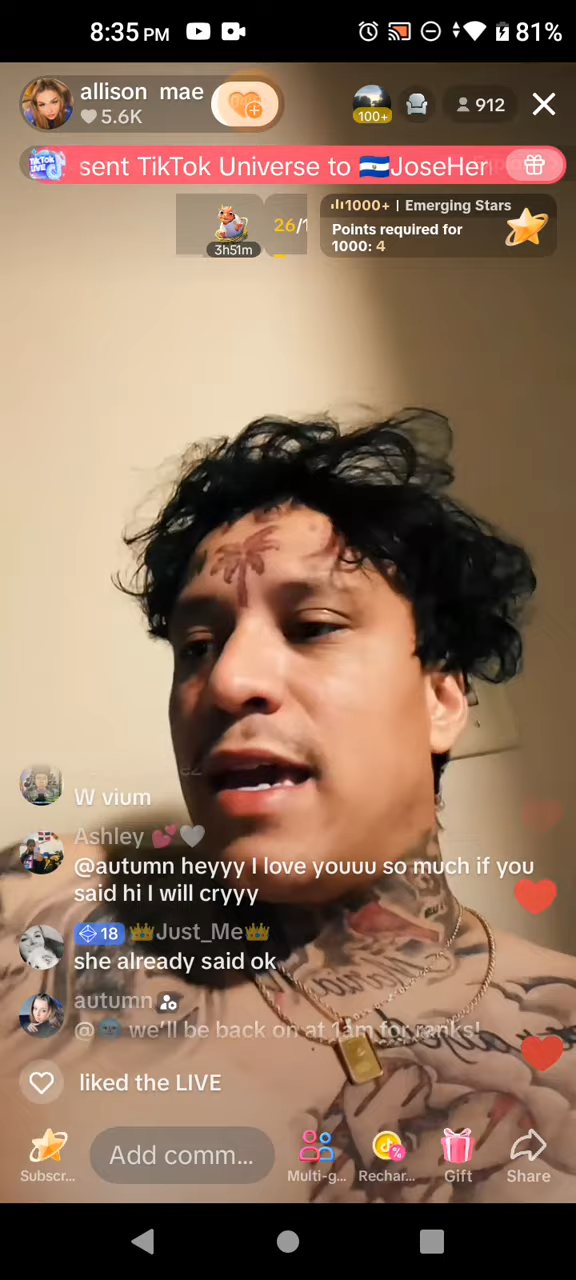 8:35 PM
81%
allison mae
5.6K
100+
912
sent TikTok Universe to 🇸🇻JoseHer
3h51m
26/1
1000+ | Emerging Stars
Points required for
1000: 4
W vium
Ashley 💕🩶
@autumn heyyy I love youuu so much if you
said hi I will cryyy
18 👑Just_Me👑
she already said ok
autumn
@🌚 we'll be back on at 1am for ranks!
liked the LIVE
Add comm...
Subscr...
Multi-g...
Rechar...
Gift
Share